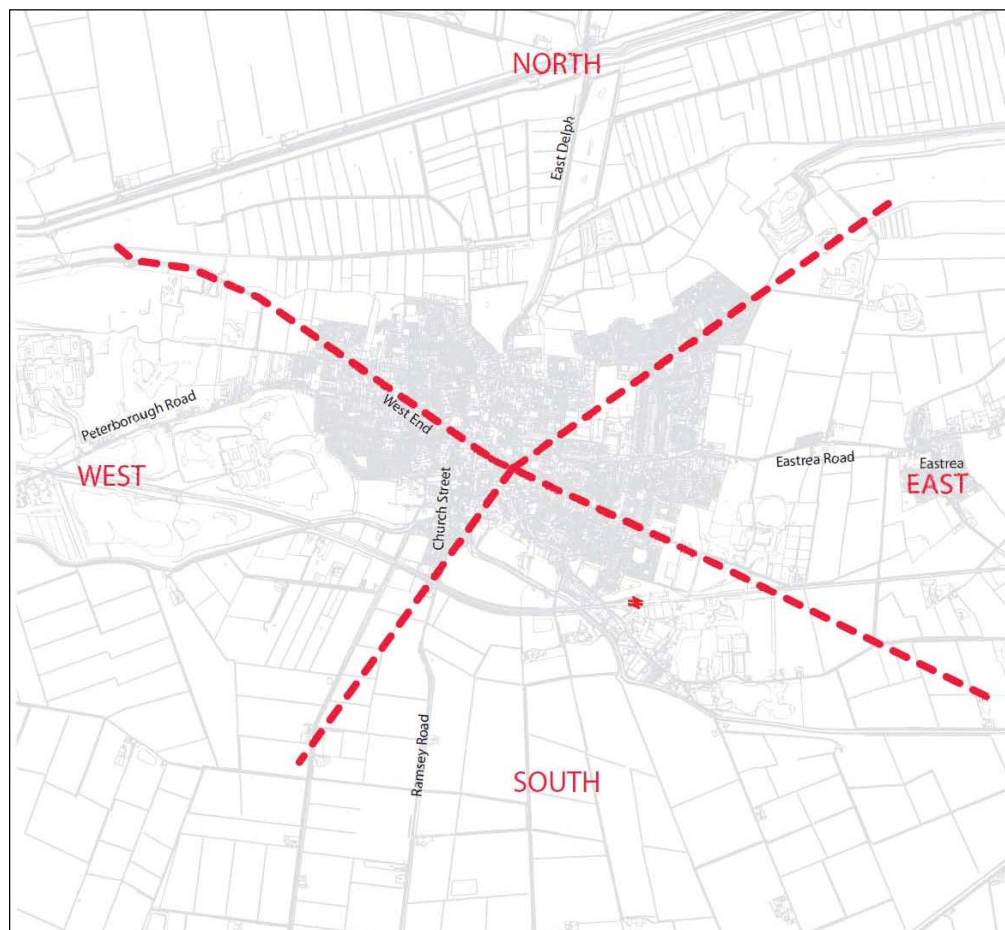 NORTH
East Delph
West End
Peterborough Road
Eastrea Road
Eastrea
WEST
EAST
Church Street
Ramsey Road
SOUTH